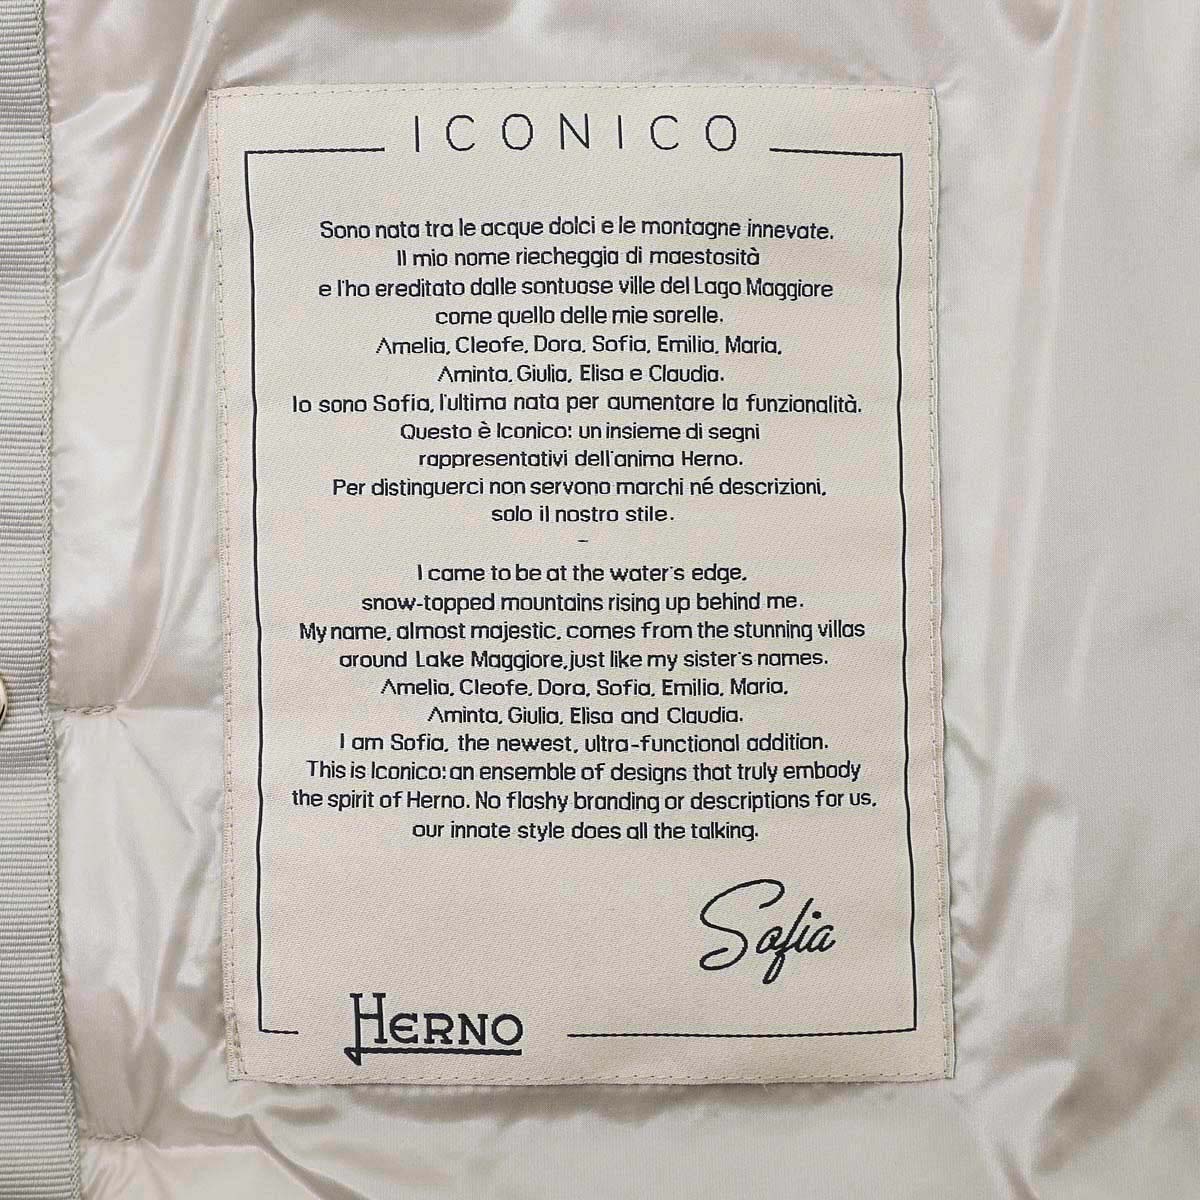 ICONICO
Sono nata tra le acque dolci e le montagne innevate.
Il mio nome riecheggia di maestosità
e l'ho ereditato dalle sontuose ville del Lago Maggiore
come quello delle mie sorelle.
Amelia, Cleofe, Dora, Sofia, Emilia, Maria,
Aminta, Giulia, Elisa e Claudia.
Io sono Sofia, l'ultima nata per aumentare la funzionalità.
Questo è Iconico: un insieme di segni
rappresentativi dell'anima Herno.
Per distinguerci non servono marchi né descrizioni,
solo il nostro stile.
-
I came to be at the water's edge,
snow-topped mountains rising up behind me.
My name, almost majestic, comes from the stunning villas
around Lake Maggiore, just like my sister's names.
Amelia, Cleofe, Dora, Sofia, Emilia, Maria,
Aminta, Giulia, Elisa and Claudia.
I am Sofia, the newest, ultra-functional addition.
This is Iconico: an ensemble of designs that truly embody
the spirit of Herno. No flashy branding or descriptions for us,
our innate style does all the talking.
Sofia
HERNO